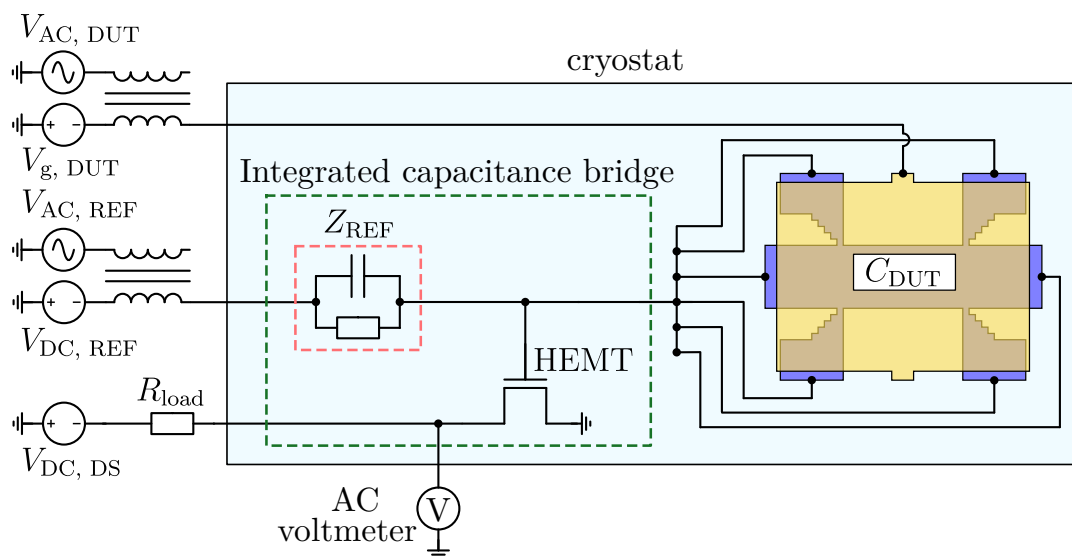 V_AC, DUT
cryostat
+ −
V_g, DUT
Integrated capacitance bridge
V_AC, REF
Z_REF
C_DUT
+ −
V_DC, REF
HEMT
R_load
+ −
V_DC, DS
AC
voltmeter
V